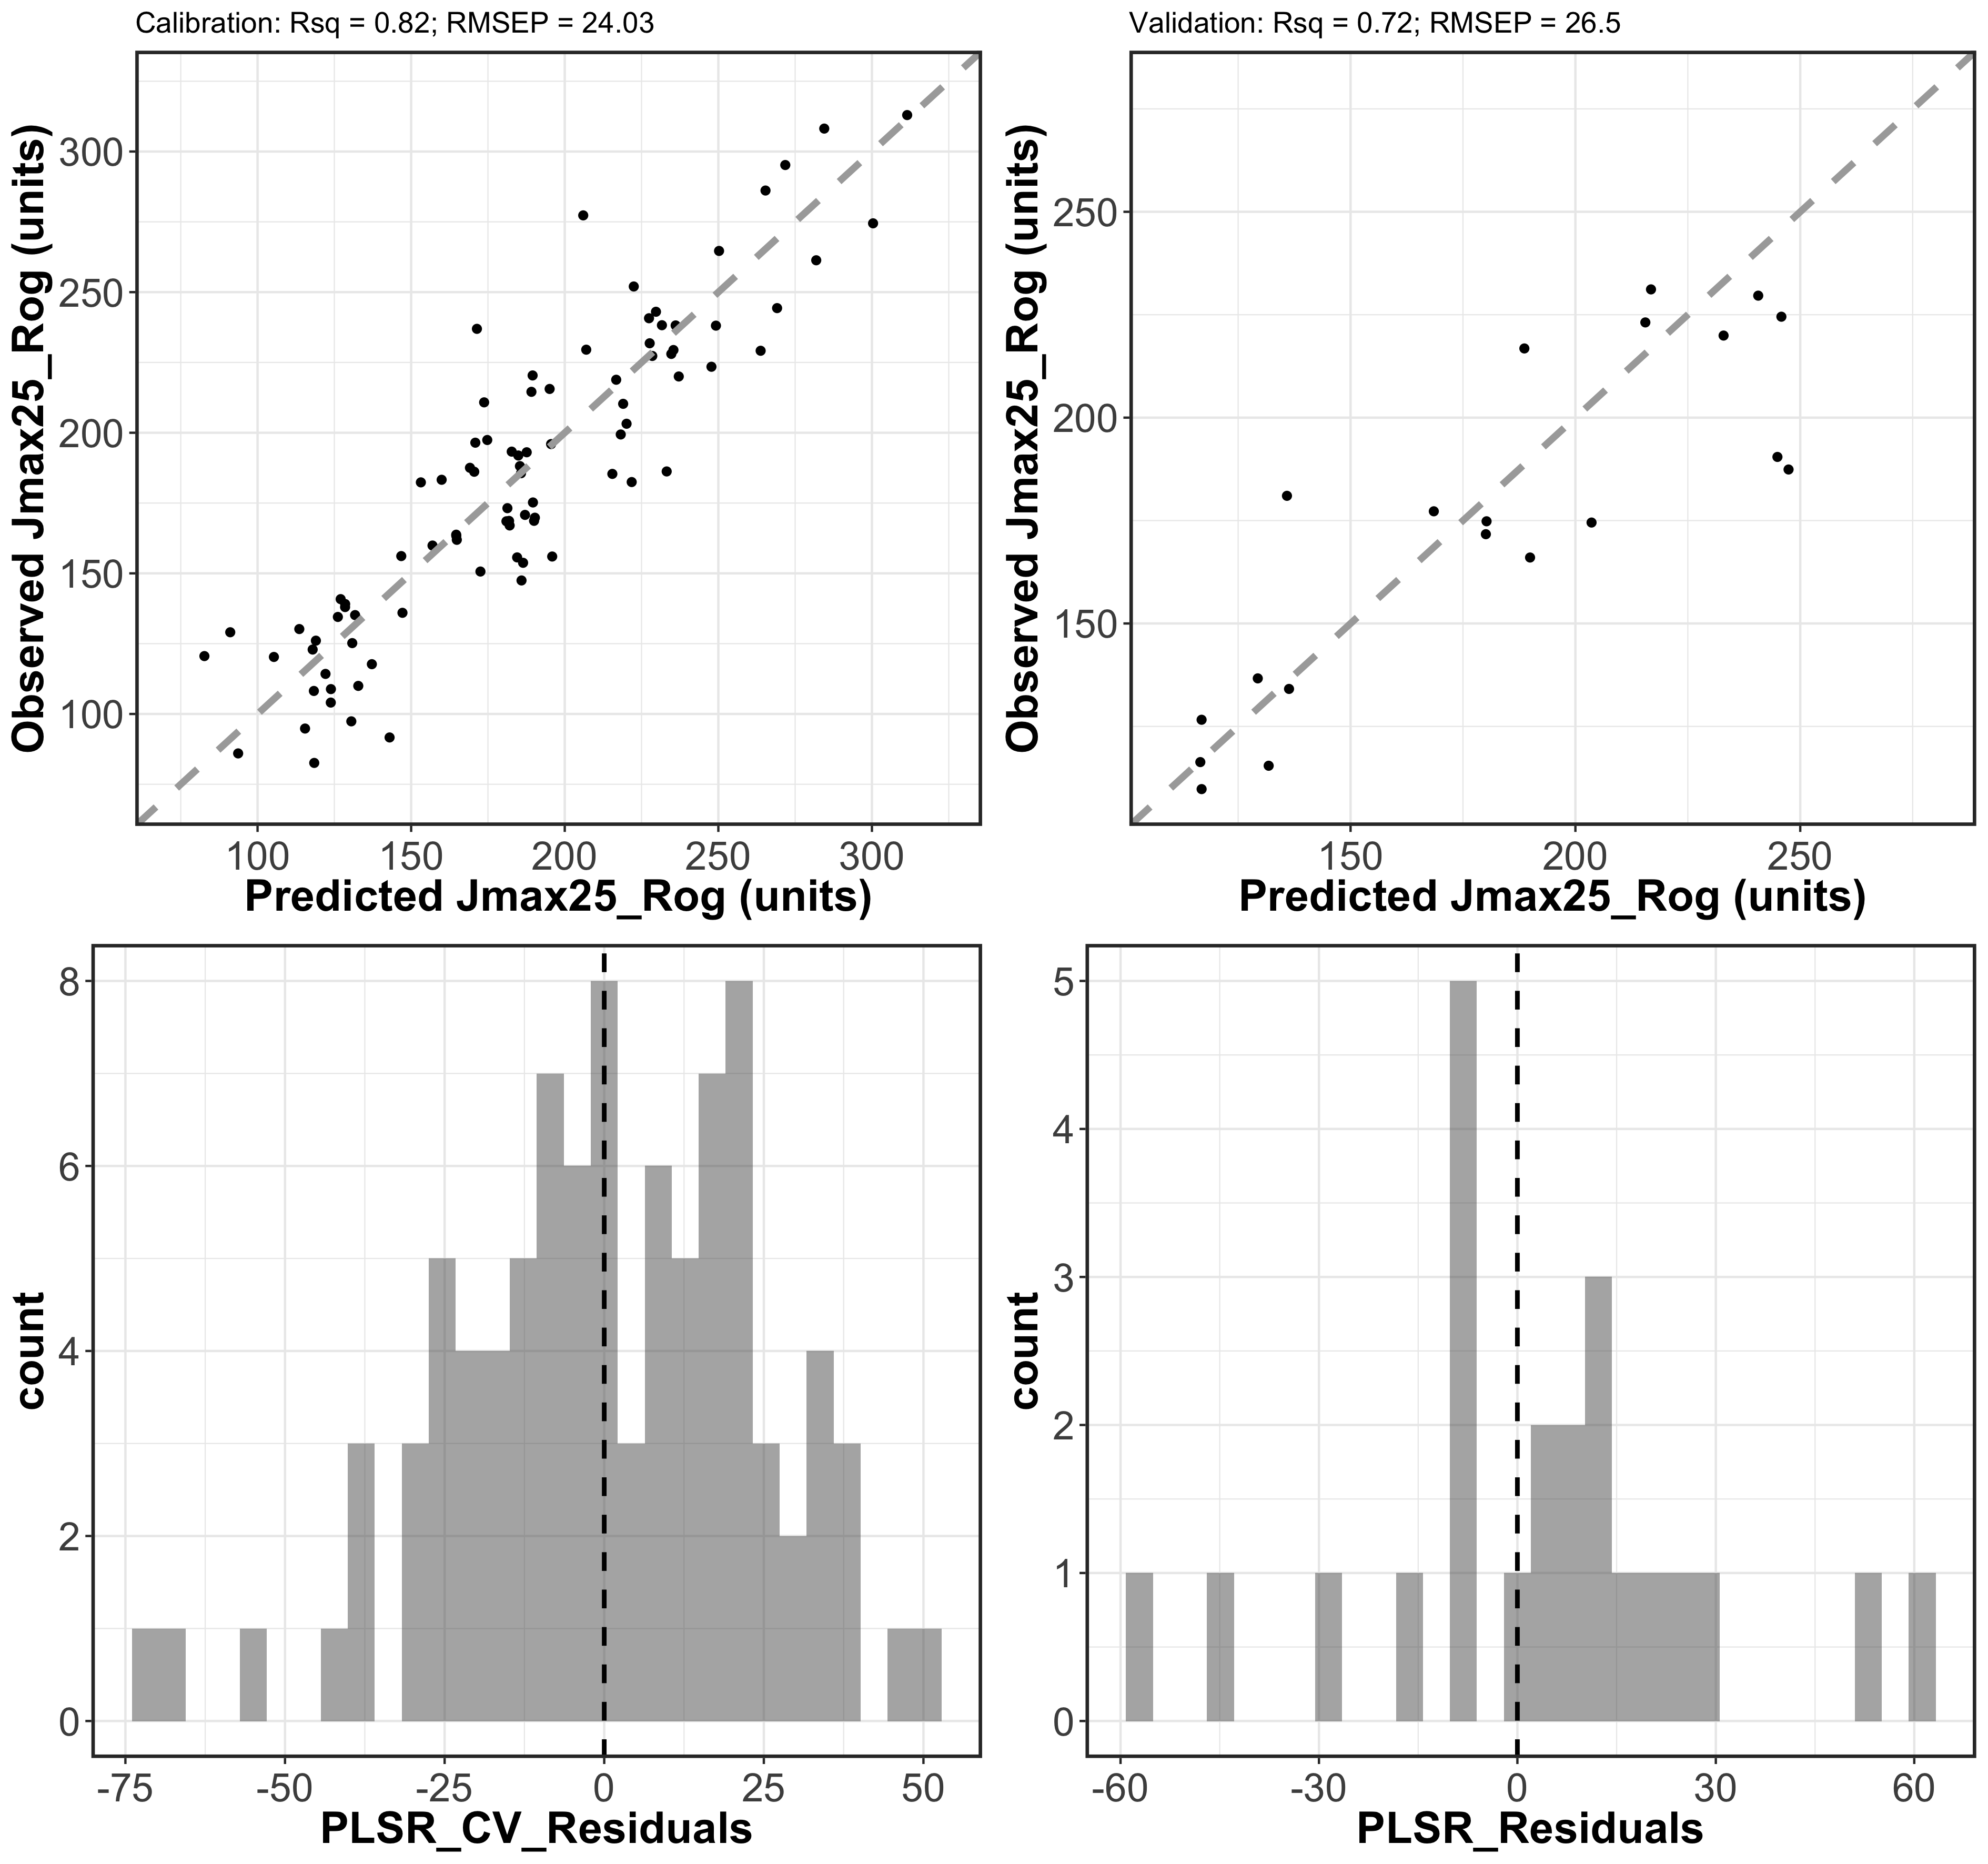 Calibration: Rsq = 0.82; RMSEP = 24.03
Observed Jmax25_Rog (units)
300
250
200
150
100
100 150 200 250 300
Predicted Jmax25_Rog (units)
Validation: Rsq = 0.72; RMSEP = 26.5
Observed Jmax25_Rog (units)
250
200
150
150 200 250
Predicted Jmax25_Rog (units)
count
8
6
4
2
0
-75 -50 -25 0 25 50
PLSR_CV_Residuals
count
5
4
3
2
1
0
-60 -30 0 30 60
PLSR_Residuals